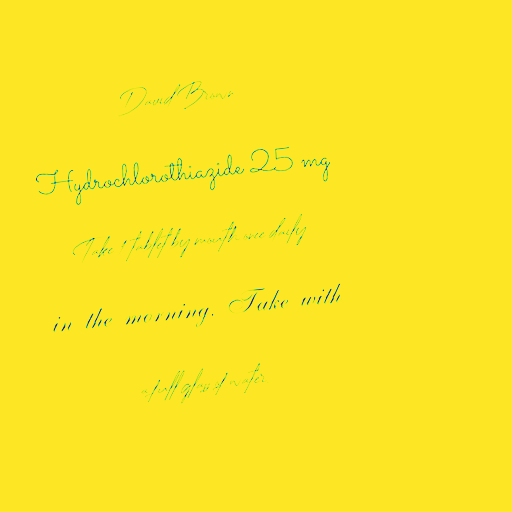 David Brown
Hydrochlorothiazide 25 mg
Take 1 tablet by mouth once daily
in the morning. Take with
a full glass of water